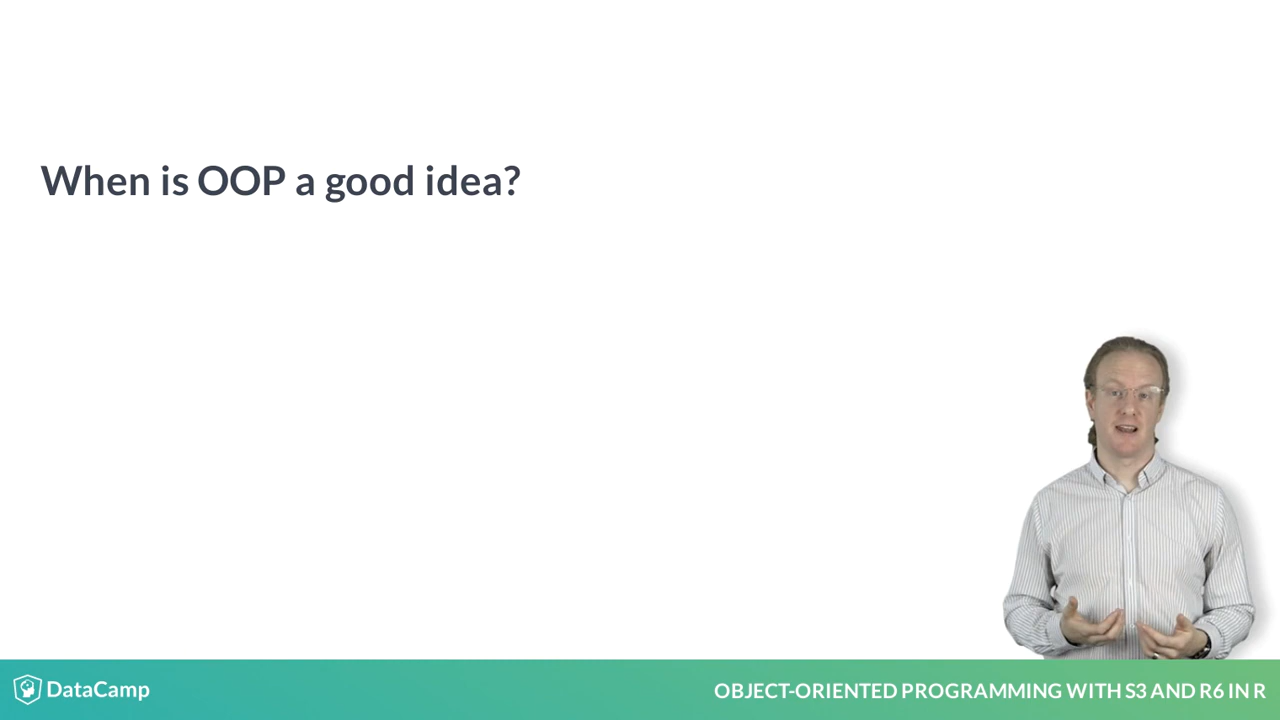 When is OOP a good idea?
DataCamp
OBJECT-ORIENTED PROGRAMMING WITH S3 AND R6 IN R